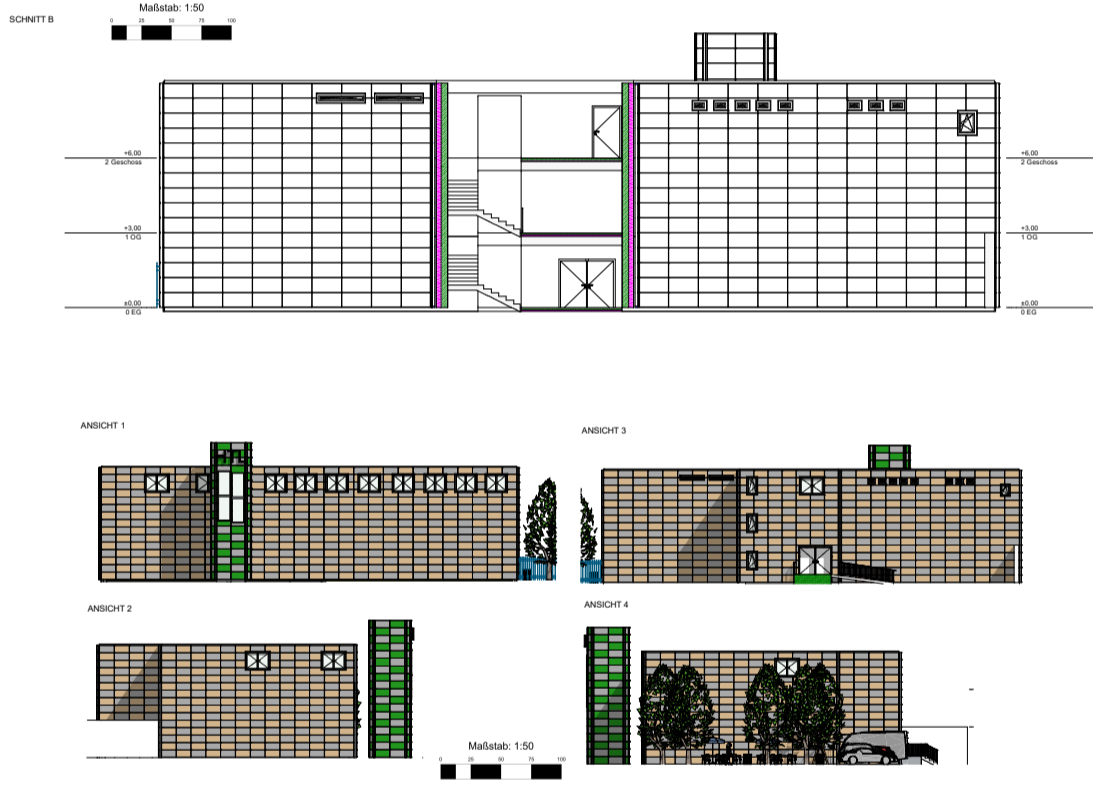 SCHNITT B
Maßstab: 1:50
0 25 50 75 100
+6,00
2 Geschoss
+6,00
2 Geschoss
+3,00
1 OG
+3,00
1 OG
±0,00
0 EG
±0,00
0 EG
ANSICHT 1
HTL
ANSICHT 3
ANSICHT 2
ANSICHT 4
Maßstab: 1:50
0 25 50 75 100